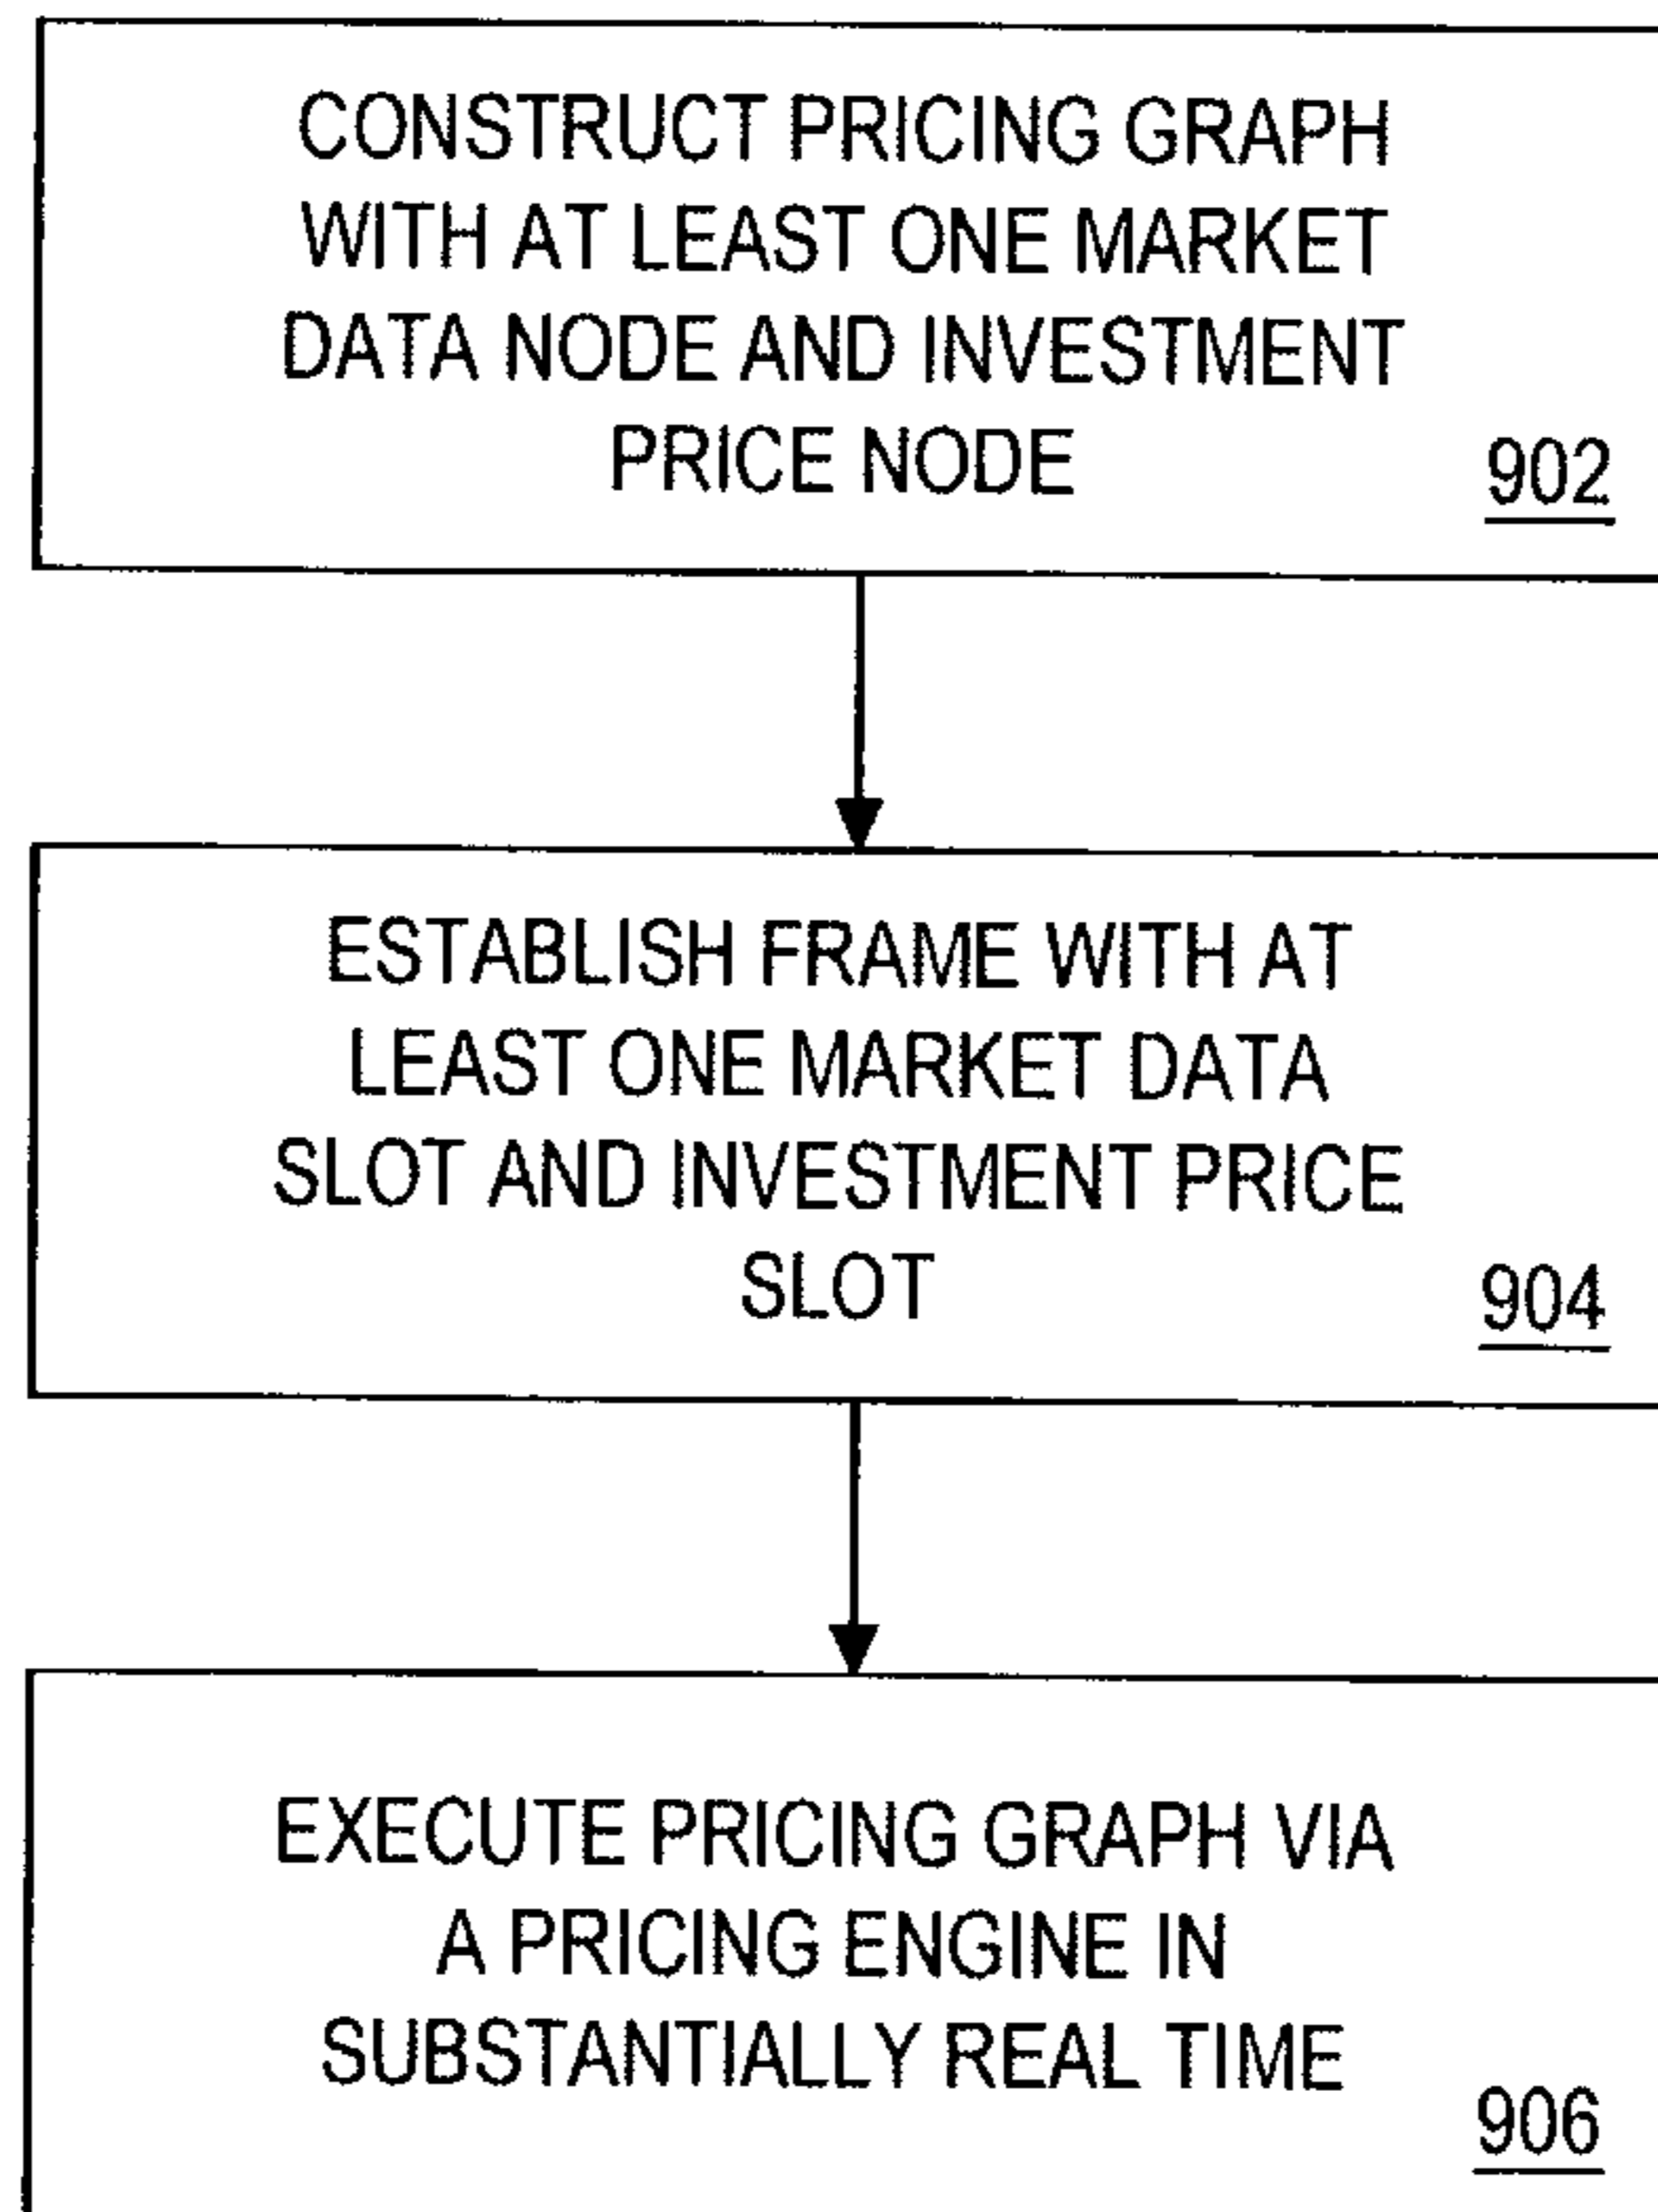 CONSTRUCT PRICING GRAPH
WITH AT LEAST ONE MARKET
DATA NODE AND INVESTMENT
PRICE NODE
902
ESTABLISH FRAME WITH AT
LEAST ONE MARKET DATA
SLOT AND INVESTMENT PRICE
SLOT
904
EXECUTE PRICING GRAPH VIA
A PRICING ENGINE IN
SUBSTANTIALLY REAL TIME
906